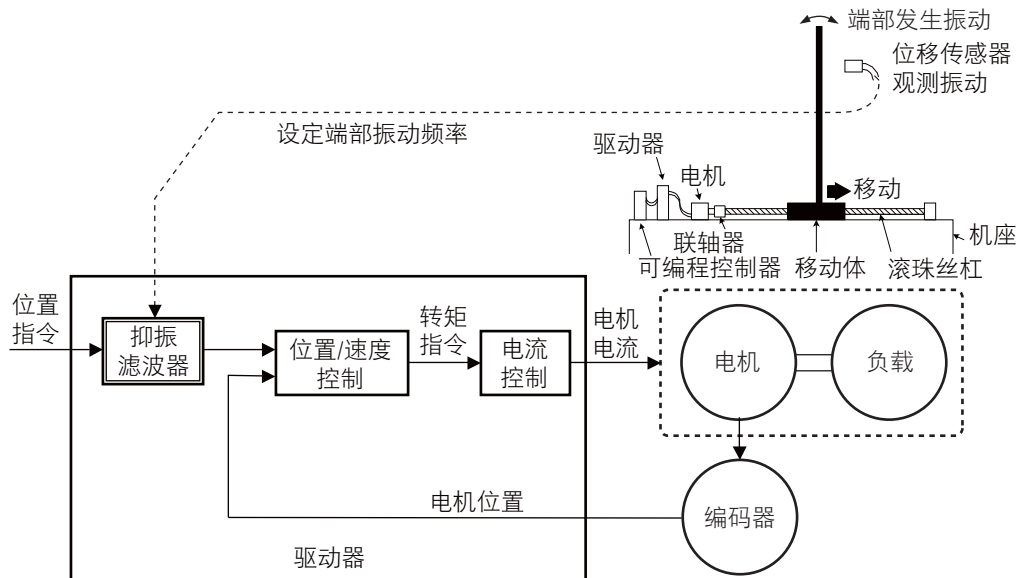 端部发生振动
位移传感器
观测振动
设定端部振动频率
驱动器
电机
移动
联轴器
机座
可编程控制器
移动体
滚珠丝杠
位置
指令
抑振
滤波器
位置/速度
控制
转矩
指令
电流
控制
电机
电流
电机
负载
电机位置
编码器
驱动器